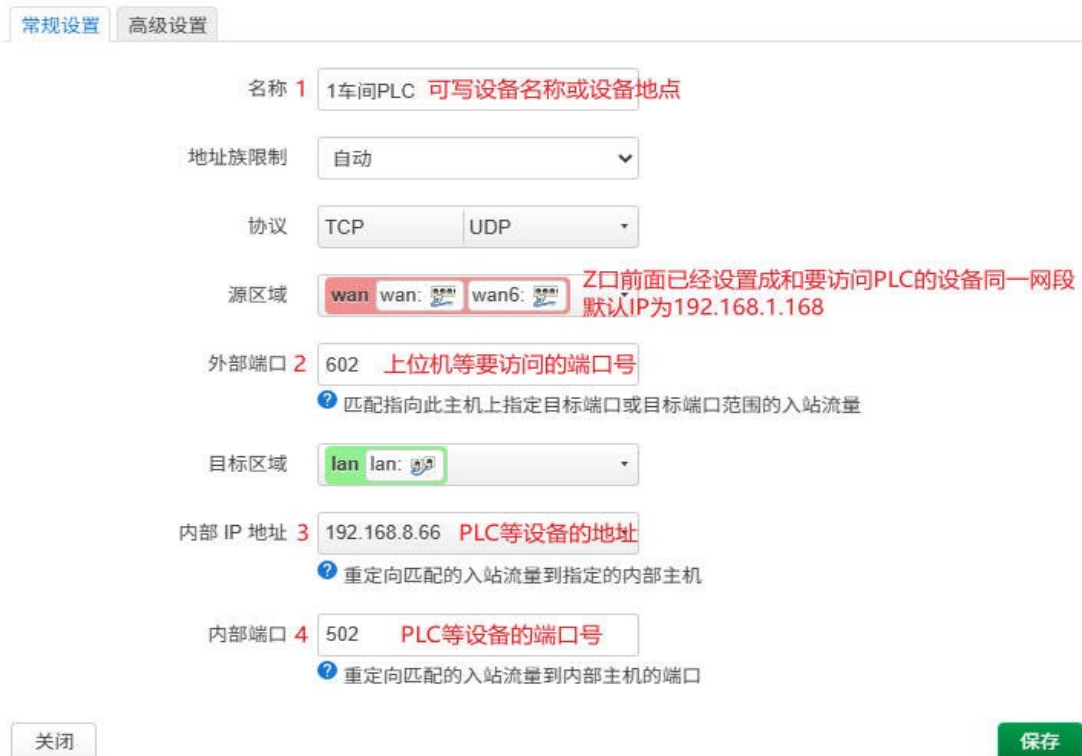 常规设置 高级设置
名称 1 1车间PLC 可写设备名称或设备地点
地址族限制 自动
协议 TCP UDP
源区域 wan wan: wan6: Z口前面已经设置成和要访问PLC的设备同一网段
默认IP为192.168.1.168
外部端口 2 602 上位机等要访问的端口号
匹配指向此主机上指定目标端口或目标端口范围的入站流量
目标区域 lan lan:
内部 IP 地址 3 192.168.8.66 PLC等设备的地址
重定向匹配的入站流量到指定的内部主机
内部端口 4 502 PLC等设备的端口号
重定向匹配的入站流量到内部主机的端口
关闭 保存